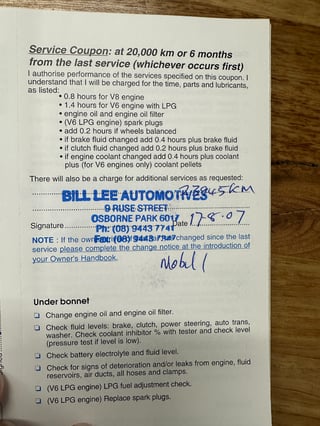 Service Coupon: at 20,000 km or 6 months
from the last service (whichever occurs first)
I authorise performance of the services specified on this coupon. I
understand that I will be charged for the time, parts and lubricants,
as listed:
• 0.8 hours for V8 engine
• 1.4 hours for V6 engine with LPG
• engine oil and engine oil filter
• (V6 LPG engine) spark plugs
• add 0.2 hours if wheels balanced
• if brake fluid changed add 0.4 hours plus brake fluid
• if clutch fluid changed add 0.2 hours plus brake fluid
• if engine coolant changed add 0.4 hours plus coolant
plus (for V6 engines only) coolant pellets
There will also be a charge for additional services as requested:
BILL LEE AUTOMOTIVES
9 RUSE STREET
OSBORNE PARK 6017
Signature Ph: (08) 9443 7741 Date 17-8-07
Fax: (08) 9443 7387
NOTE : If the changed since the last
service please complete the change notice at the introduction of
your Owner's Handbook.
Mobil 1
Under bonnet
❑ Change engine oil and engine oil filter.
❑ Check fluid levels: brake, clutch, power steering, auto trans,
washer. Check coolant inhibitor % with tester and check level
(pressure test if level is low).
❑ Check battery electrolyte and fluid level.
❑ Check for signs of deterioration and/or leaks from engine, fluid
reservoirs, air ducts, all hoses and clamps.
❑ (V6 LPG engine) LPG fuel adjustment check.
❑ (V6 LPG engine) Replace spark plugs.